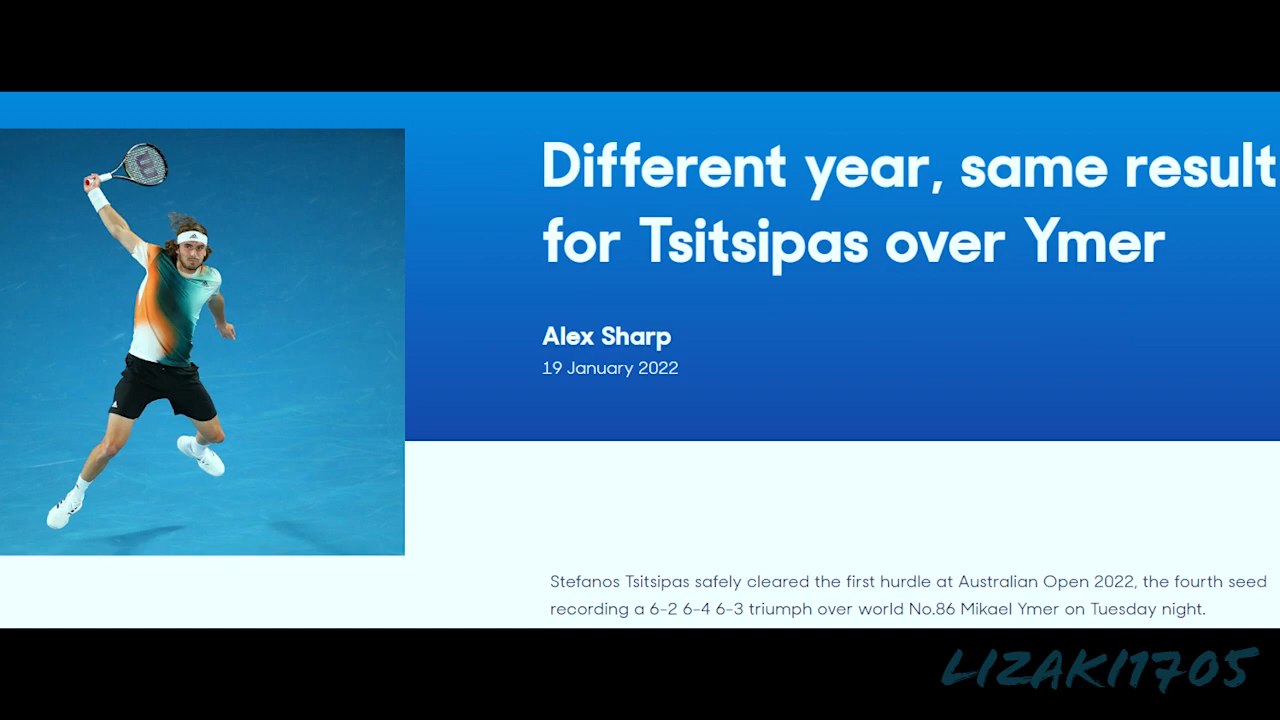 Different year, same result
for Tsitsipas over Ymer
Alex Sharp
19 January 2022
Stefanos Tsitsipas safely cleared the first hurdle at Australian Open 2022, the fourth seed
recording a 6-2 6-4 6-3 triumph over world No.86 Mikael Ymer on Tuesday night.
LIZAKI1705